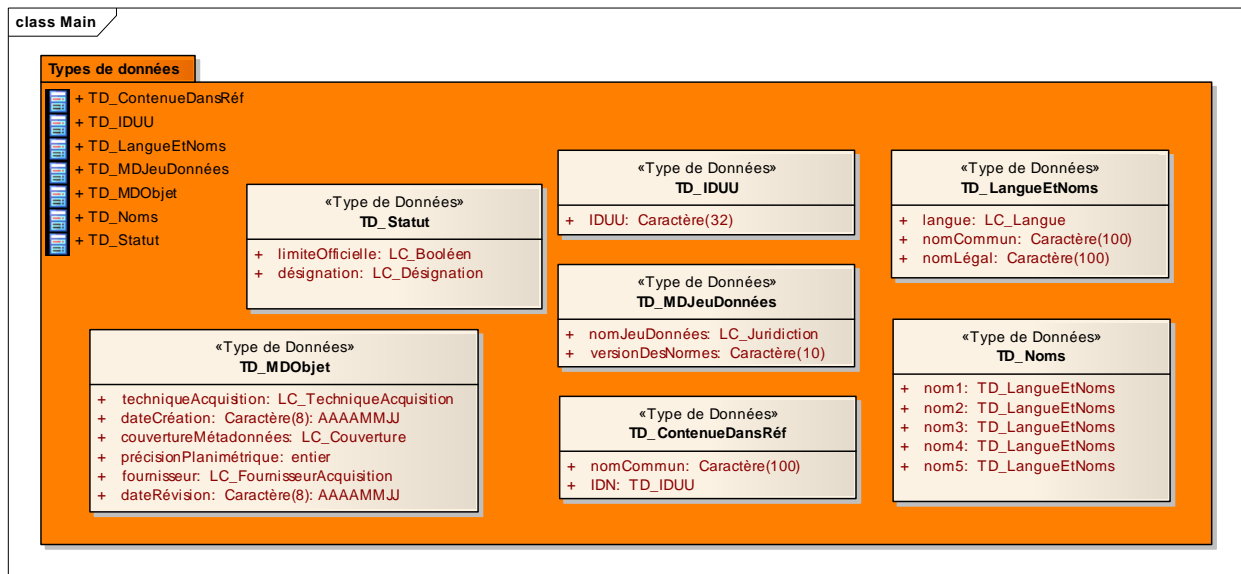 class Main
Types de données
+ TD_ContenueDansRéf
+ TD_IDUU
+ TD_LangueEtNoms
+ TD_MDJeuDonnées
+ TD_MDObjet
+ TD_Noms
+ TD_Statut
«Type de Données»
TD_Statut
+ limiteOfficielle: LC_Booléen
+ désignation: LC_Désignation
«Type de Données»
TD_IDUU
+ IDUU: Caractère(32)
«Type de Données»
TD_LangueEtNoms
+ langue: LC_Langue
+ nomCommun: Caractère(100)
+ nomLégal: Caractère(100)
«Type de Données»
TD_MDJeuDonnées
+ nomJeuDonnées: LC_Juridiction
+ versionDesNormes: Caractère(10)
«Type de Données»
TD_MDObjet
+ techniqueAcquisition: LC_TechniqueAcquisition
+ dateCréation: Caractère(8): AAAAMMJJ
+ couvertureMétadonnées: LC_Couverture
+ précisionPlanimétrique: entier
+ fournisseur: LC_FournisseurAcquisition
+ dateRévision: Caractère(8): AAAAMMJJ
«Type de Données»
TD_ContenueDansRéf
+ nomCommun: Caractère(100)
+ IDN: TD_IDUU
«Type de Données»
TD_Noms
+ nom1: TD_LangueEtNoms
+ nom2: TD_LangueEtNoms
+ nom3: TD_LangueEtNoms
+ nom4: TD_LangueEtNoms
+ nom5: TD_LangueEtNoms